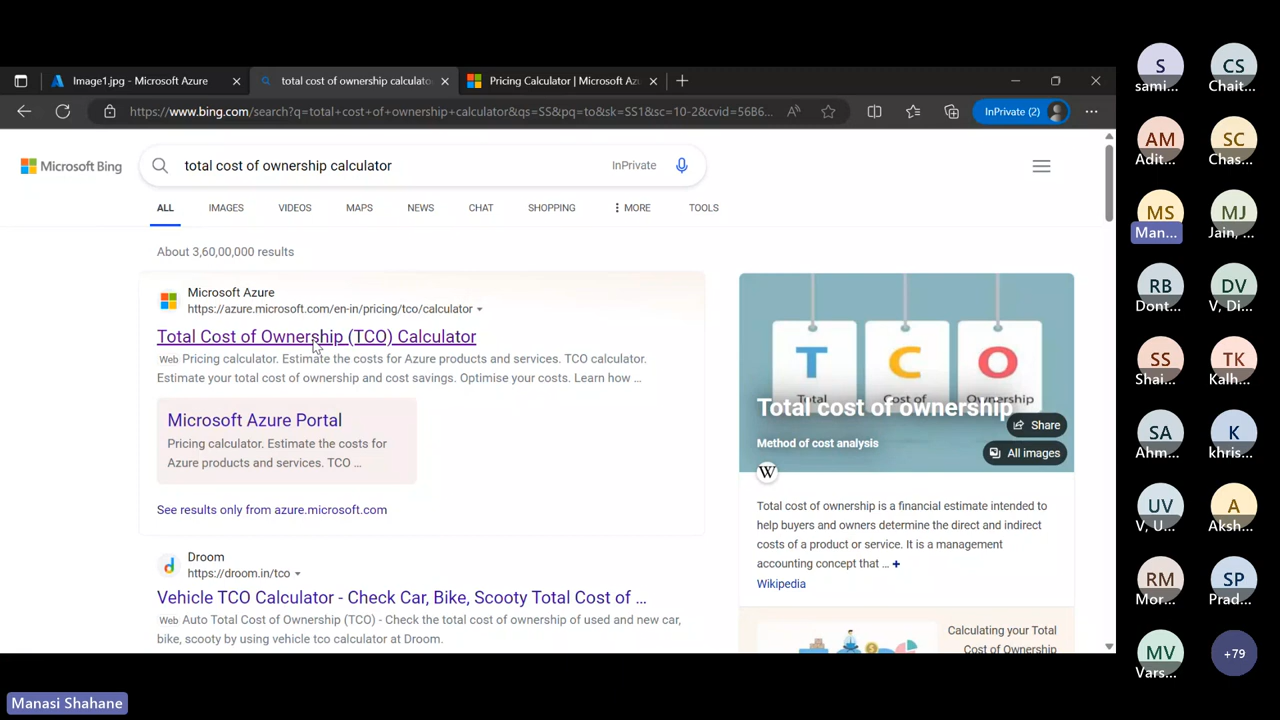 Image1.jpg - Microsoft Azure
total cost of ownership calculato
Pricing Calculator | Microsoft Az
https://www.bing.com/search?q=total+cost+of+ownership+calculator&qs=SS&pq=to&sk=SS1&sc=10-2&cvid=56B6...
InPrivate (2)
Microsoft Bing
total cost of ownership calculator
InPrivate
ALL
IMAGES
VIDEOS
MAPS
NEWS
CHAT
SHOPPING
MORE
TOOLS
About 3,60,00,000 results
Microsoft Azure
https://azure.microsoft.com/en-in/pricing/tco/calculator
Total Cost of Ownership (TCO) Calculator
Web Pricing calculator. Estimate the costs for Azure products and services. TCO calculator.
Estimate your total cost of ownership and cost savings. Optimise your costs. Learn how ...
Microsoft Azure Portal
Pricing calculator. Estimate the costs for
Azure products and services. TCO ...
See results only from azure.microsoft.com
Droom
https://droom.in/tco
Vehicle TCO Calculator - Check Car, Bike, Scooty Total Cost of ...
Web Auto Total Cost of Ownership (TCO) - Check the total cost of ownership of used and new car,
bike, scooty by using vehicle tco calculator at Droom.
T C O
Total Cost of Ownership
Total cost of ownership
Share
Method of cost analysis
All images
W
Total cost of ownership is a financial estimate intended to
help buyers and owners determine the direct and indirect
costs of a product or service. It is a management
accounting concept that ... +
Wikipedia
Calculating your Total
Cost of Ownership
S
sami...
CS
Chait...
AM
Adit...
SC
Chas...
MS
Man...
MJ
Jain, ...
RB
Dont...
DV
V, Di...
SS
Shai...
TK
Kalh...
SA
Ahm...
K
khris...
UV
V, U...
A
Aksh...
RM
Mor...
SP
Prad...
MV
Vars...
+79
Manasi Shahane